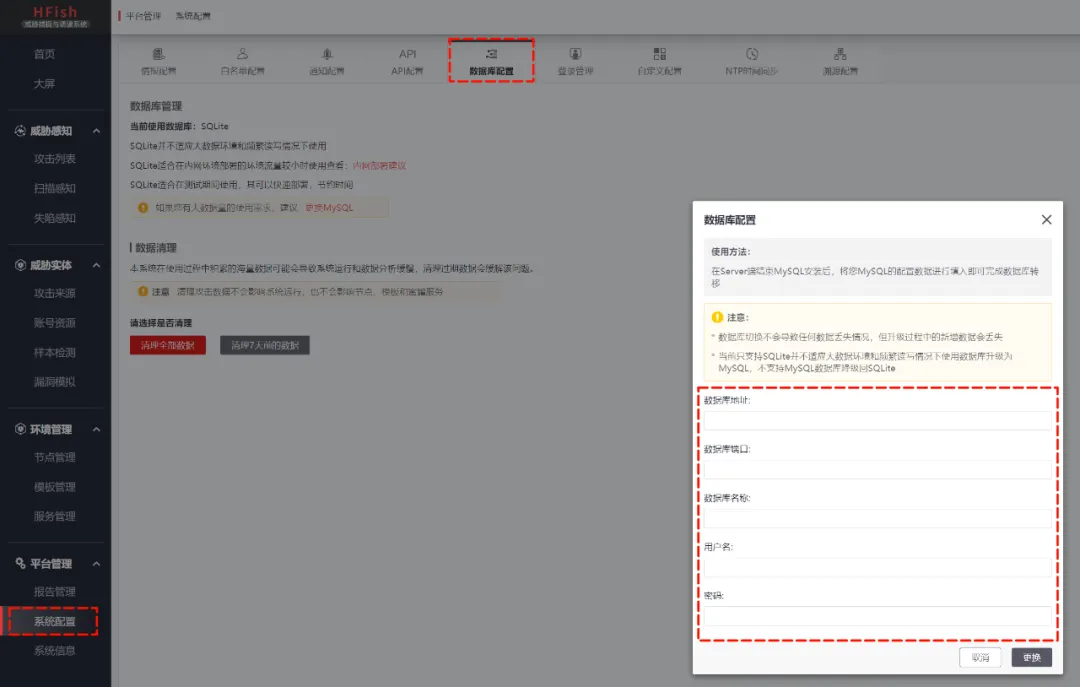 HFish
威胁捕捉与诱骗系统
平台管理 系统配置
首页
大屏
威胁感知
攻击列表
扫描感知
失陷感知
威胁实体
攻击来源
账号资源
样本检测
漏洞模拟
环境管理
节点管理
模板管理
服务管理
平台管理
报告管理
系统配置
系统信息
情报配置
白名单配置
通知配置
API
API配置
数据库配置
登录管理
自定义配置
NTP时间同步
溯源配置
数据库管理
当前使用数据库：SQLite
SQLite并不适应大数据环境和频繁读写情况下使用
SQLite适合在内网环境部署的环境流量较小时使用查看：内网部署建议
SQLite适合在测试期间使用，其可以快速部署，节约时间
如果您有大数据量的使用需求，建议 更换MySQL
数据清理
本系统在使用过程中积累的海量数据可能会导致系统运行和数据分析缓慢，清理过期数据会缓解该问题。
注意 清理攻击数据不会影响系统运行，也不会影响节点、模板和蜜罐服务
请选择是否清理
清理全部数据 清理7天前的数据
数据库配置
使用方法：
在Server端结束MySQL安装后，将您MySQL的配置数据进行填入即可完成数据库转
移
注意：
* 数据库切换不会导致任何数据丢失情况，但升级过程中的新增数据会丢失
* 当前只支持SQLite并不适应大数据环境和频繁读写情况下使用数据库升级为
MySQL，不支持MySQL数据库降级回SQLite
数据库地址:
数据库端口:
数据库名称:
用户名:
密码:
取消 更换